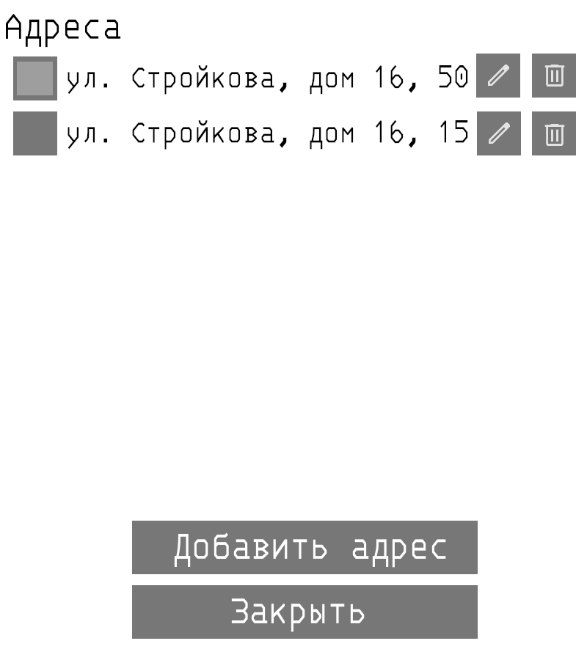 Адреса
ул. Стройкова, дом 16, 50
ул. Стройкова, дом 16, 15
Добавить адрес
Закрыть